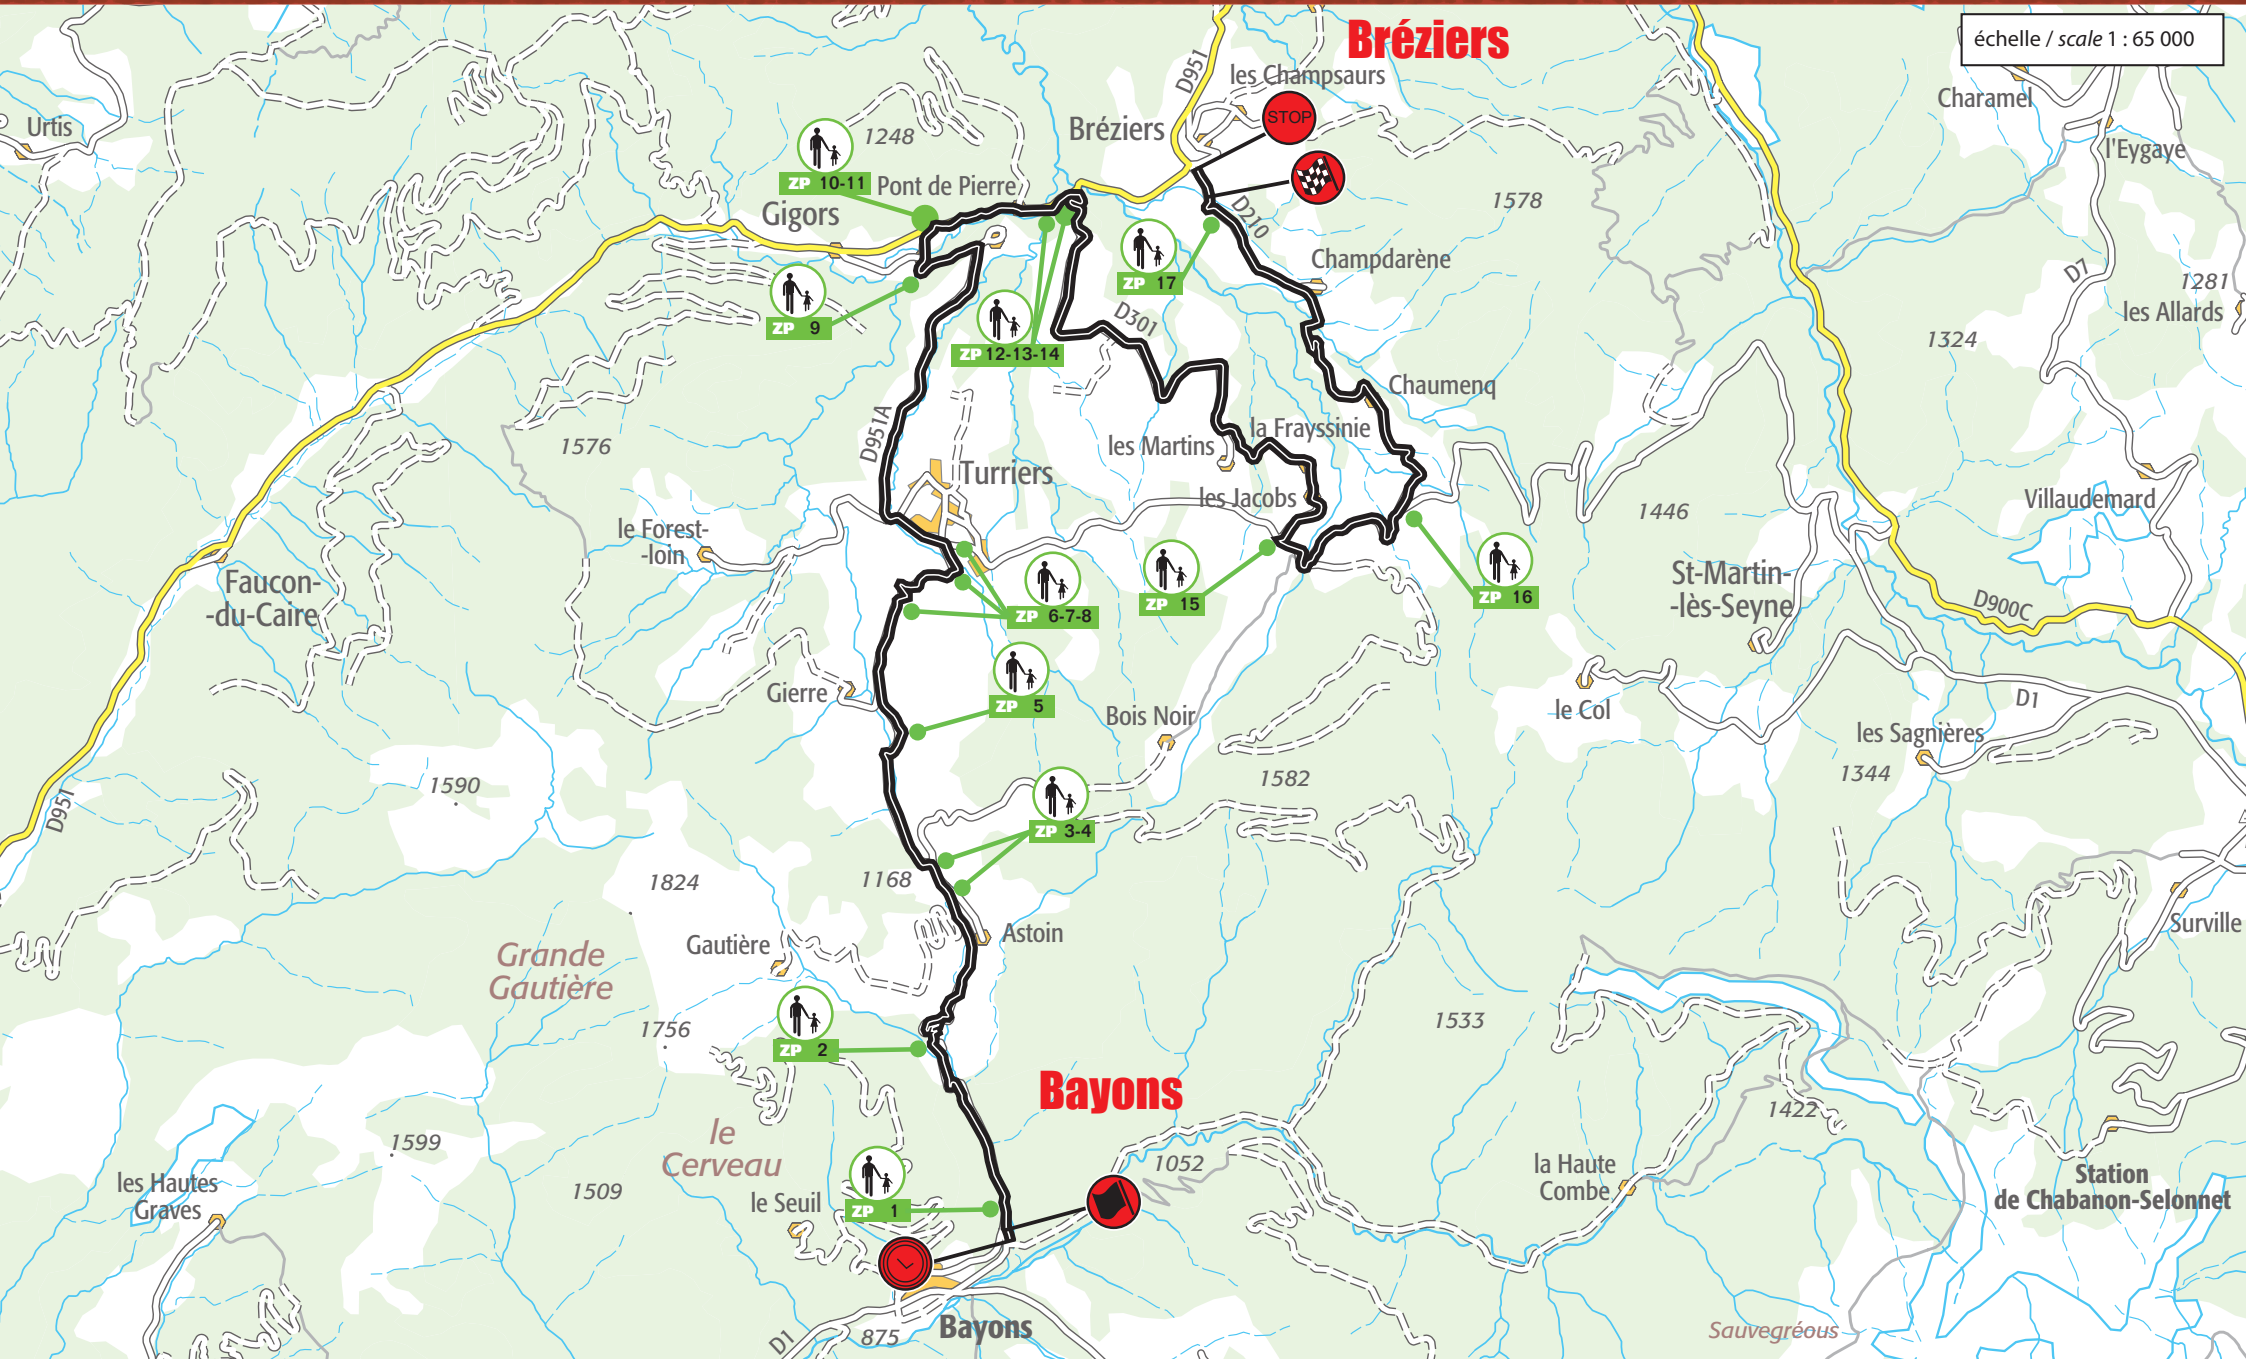 Bréziers
échelle / scale 1 : 65 000
les Champsaurs
D951
Charamel
Urtis
Bréziers
STOP
1248
l'Eygaye
ZP 10-11
Pont de Pierre
Gigors
1578
D210
Champdarène
D7
1281
ZP 17
les Allards
ZP 9
D301
1324
ZP 12-13-14
Chaumenq
D951A
la Frayssinie
1576
les Martins
Turriers
les Jacobs
Villaudemard
1446
le Forest-
-loin
Faucon-
-du-Caire
St-Martin-
-lès-Seyne
ZP 15
ZP 16
D900C
ZP 6-7-8
Gierre
ZP 5
D1
Bois Noir
le Col
les Sagnières
1590
1582
1344
D951
ZP 3-4
1824
1168
Surville
Gautière
Astoin
Grande
Gautière
1756
1533
ZP 2
Bayons
1422
le
Cerveau
1599
1052
la Haute
Combe
Station
de Chabanon-Selonnet
les Hautes
Graves
1509
le Seuil
ZP 1
Bayons
D1
875
Sauvegréous